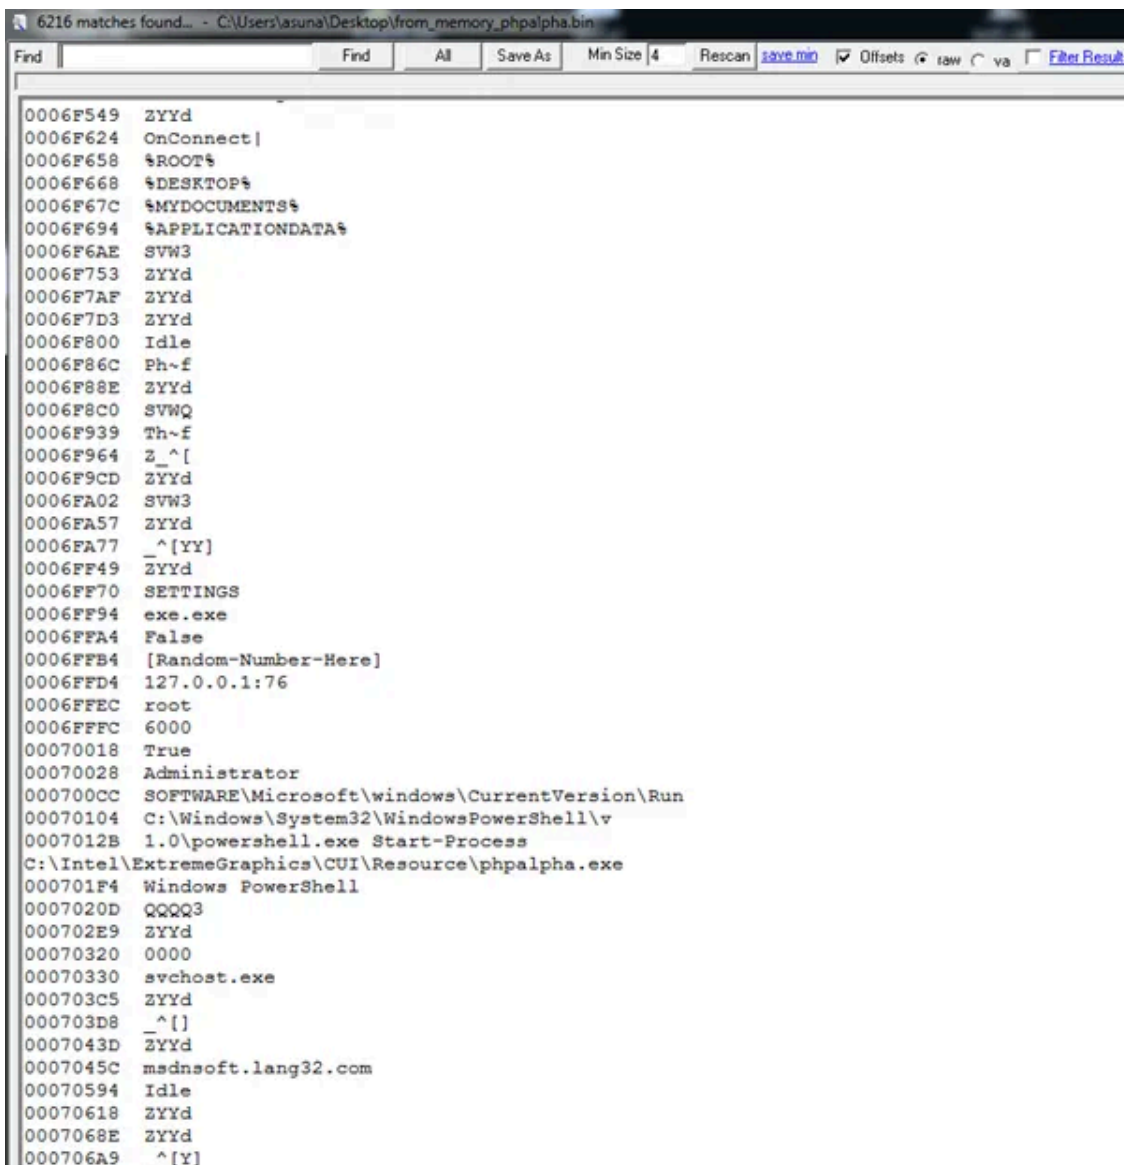 6216 matches found... - C:\Users\asuna\Desktop\from_memory_phpalpha.bin
Find Find All Save As Min Size 4 Rescan save min Offsets raw va Filter Result
0006F549 ZYYd
0006F624 OnConnect|
0006F658 %ROOT%
0006F668 %DESKTOP%
0006F67C %MYDOCUMENTS%
0006F694 %APPLICATIONDATA%
0006F6AE SVW3
0006F753 ZYYd
0006F7AF ZYYd
0006F7D3 ZYYd
0006F800 Idle
0006F86C Ph~f
0006F88E ZYYd
0006F8C0 SVWQ
0006F939 Th~f
0006F964 Z_^[
0006F9CD ZYYd
0006FA02 SVW3
0006FA57 ZYYd
0006FA77 _^[YY]
0006FF49 ZYYd
0006FF70 SETTINGS
0006FF94 exe.exe
0006FFA4 False
0006FFB4 [Random-Number-Here]
0006FFD4 127.0.0.1:76
0006FFEC root
0006FFFC 6000
00070018 True
00070028 Administrator
000700CC SOFTWARE\Microsoft\windows\CurrentVersion\Run
00070104 C:\Windows\System32\WindowsPowerShell\v
0007012B 1.0\powershell.exe Start-Process
C:\Intel\ExtremeGraphics\CUI\Resource\phpalpha.exe
000701F4 Windows PowerShell
0007020D QQQQ3
000702E9 ZYYd
00070320 0000
00070330 svchost.exe
000703C5 ZYYd
000703D8 _^[]
0007043D ZYYd
0007045C msdnsoft.lang32.com
00070594 Idle
00070618 ZYYd
0007068E ZYYd
000706A9 _^[Y]